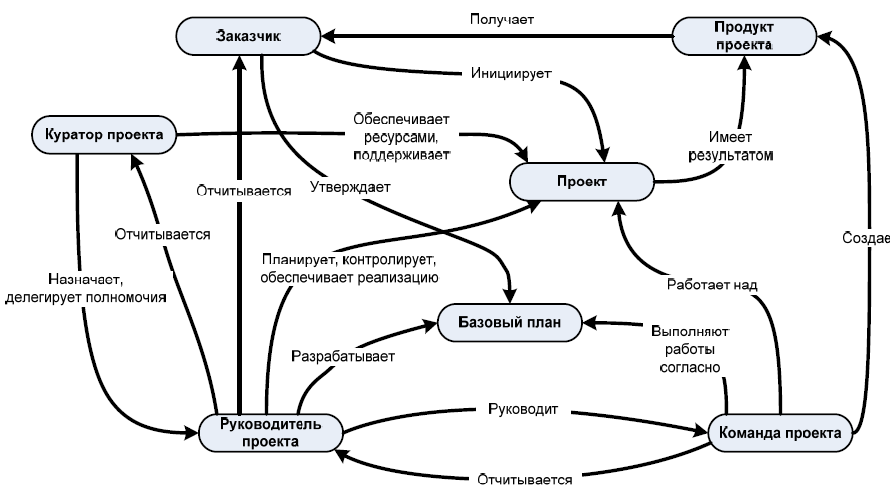 Получает
Заказчик
Продукт
проекта
Инициирует
Куратор проекта
Обеспечивает
ресурсами,
поддерживает
Имеет
результатом
Проект
Отчитывается
Утверждает
Отчитывается
Создае
Планирует, контролирует,
обеспечивает реализацию
Назначает,
делегирует полномочия
Работает над
Базовый план
Выполняют
работы
согласно
Разрабатывает
Руководит
Руководитель
проекта
Команда проекта
Отчитывается